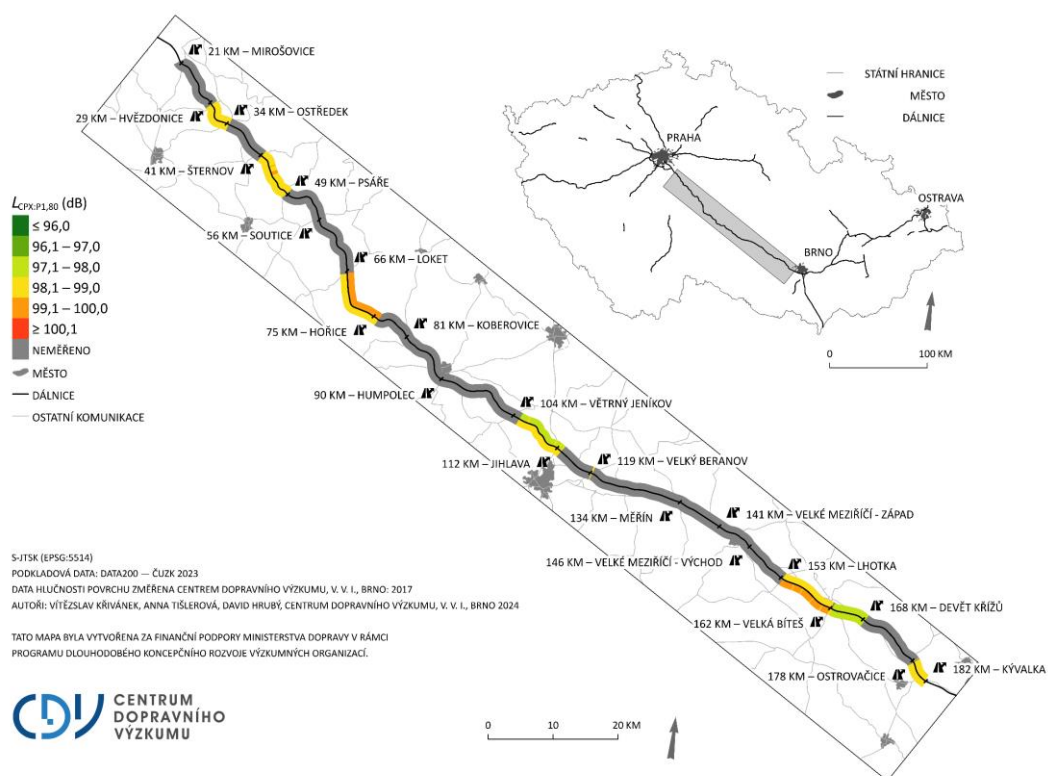 21 KM – MIROŠOVICE
34 KM – OSTŘEDEK
29 KM – HVĚZDONICE
41 KM – ŠTERNOV
49 KM – PSÁŘE
56 KM – SOUTICE
66 KM – LOKET
75 KM – HOŘICE
81 KM – KOBEROVICE
90 KM – HUMPOLEC
104 KM – VĚTRNÝ JENÍKOV
112 KM – JIHLAVA
119 KM – VELKÝ BERANOV
134 KM – MĚŘÍN
141 KM – VELKÉ MEZIŘÍČÍ - ZÁPAD
146 KM – VELKÉ MEZIŘÍČÍ - VÝCHOD
153 KM – LHOTKA
162 KM – VELKÁ BÍTEŠ
168 KM – DEVĚT KŘÍŽŮ
178 KM – OSTROVAČICE
182 KM – KÝVALKA
STÁTNÍ HRANICE
MĚSTO
DÁLNICE
PRAHA
OSTRAVA
BRNO
0 100 KM
LCPX:P1,80 (dB)
≤ 96,0
96,1 – 97,0
97,1 – 98,0
98,1 – 99,0
99,1 – 100,0
≥ 100,1
NEMĚŘENO
MĚSTO
DÁLNICE
OSTATNÍ KOMUNIKACE
S-JTSK (EPSG:5514)
PODKLADOVÁ DATA: DATA200 — ČUZK 2023
DATA HLUČNOSTI POVRCHU ZMĚŘENA CENTREM DOPRAVNÍHO VÝZKUMU, V. V. I., BRNO: 2017
AUTOŘI: VÍTĚZSLAV KŘIVÁNEK, ANNA TIŠLEROVÁ, DAVID HRUBÝ, CENTRUM DOPRAVNÍHO VÝZKUMU, V. V. I., BRNO 2024
TATO MAPA BYLA VYTVOŘENA ZA FINANČNÍ PODPORY MINISTERSTVA DOPRAVY V RÁMCI
PROGRAMU DLOUHODOBÉHO KONCEPČNÍHO ROZVOJE VÝZKUMNÝCH ORGANIZACÍ.
CDV
CENTRUM
DOPRAVNÍHO
VÝZKUMU
0 10 20 KM